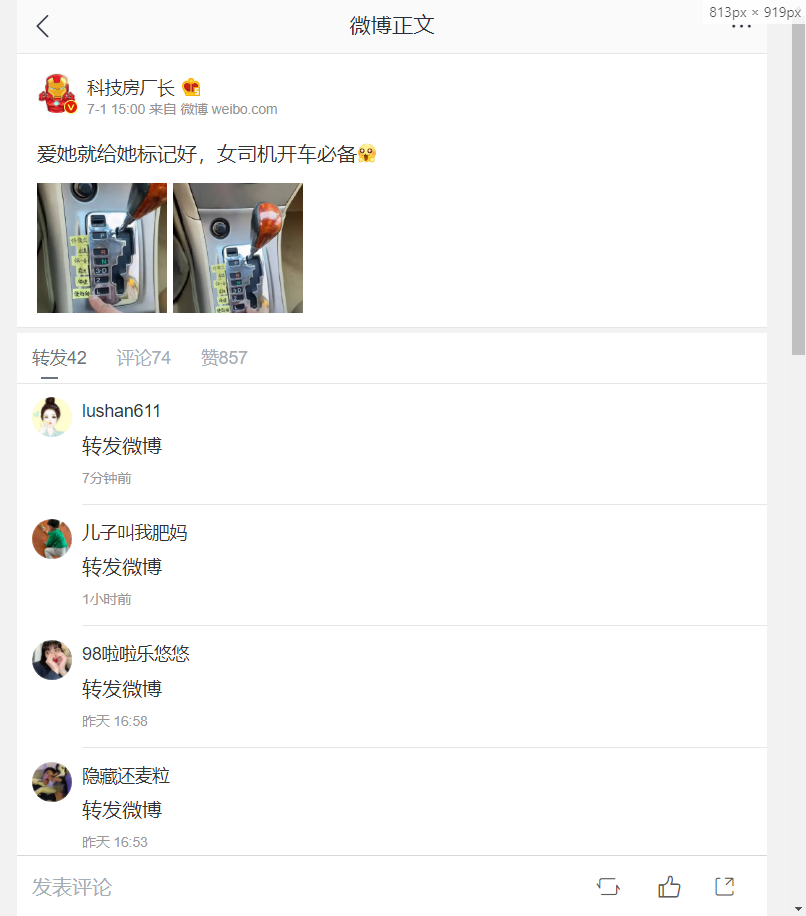 813px × 919px
微博正文
科技房厂长
7-1 15:00 来自 微博 weibo.com
爱她就给她标记好，女司机开车必备
P
R
N
3-D
2
L
转发42 评论74 赞857
lushan611
转发微博
7分钟前
儿子叫我肥妈
转发微博
1小时前
98啦啦乐悠悠
转发微博
昨天 16:58
隐藏还麦粒
转发微博
昨天 16:53
发表评论